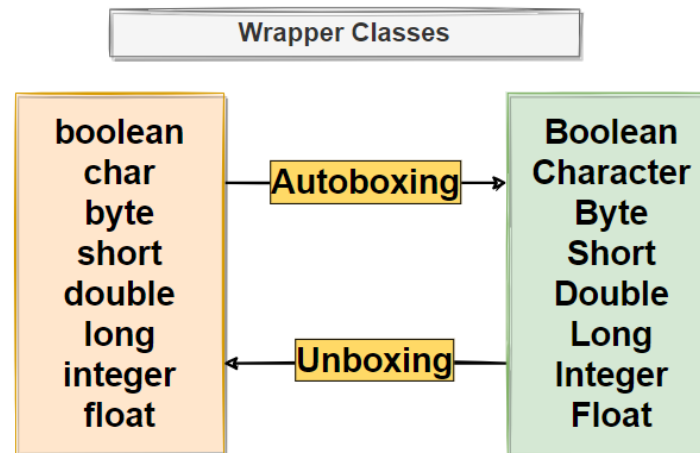 Wrapper Classes
boolean
char
byte
short
double
long
integer
float
Autoboxing
Unboxing
Boolean
Character
Byte
Short
Double
Long
Integer
Float